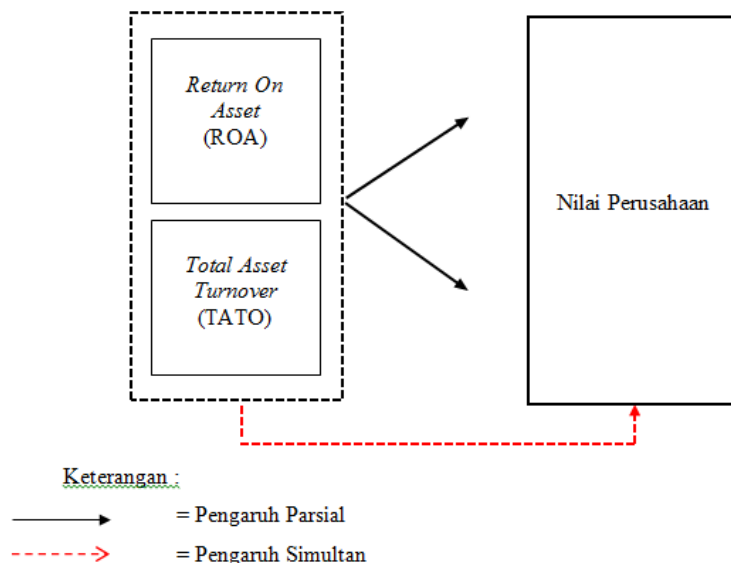 Return On
Asset
(ROA)
Total Asset
Turnover
(TATO)
Nilai Perusahaan
Keterangan :
= Pengaruh Parsial
= Pengaruh Simultan